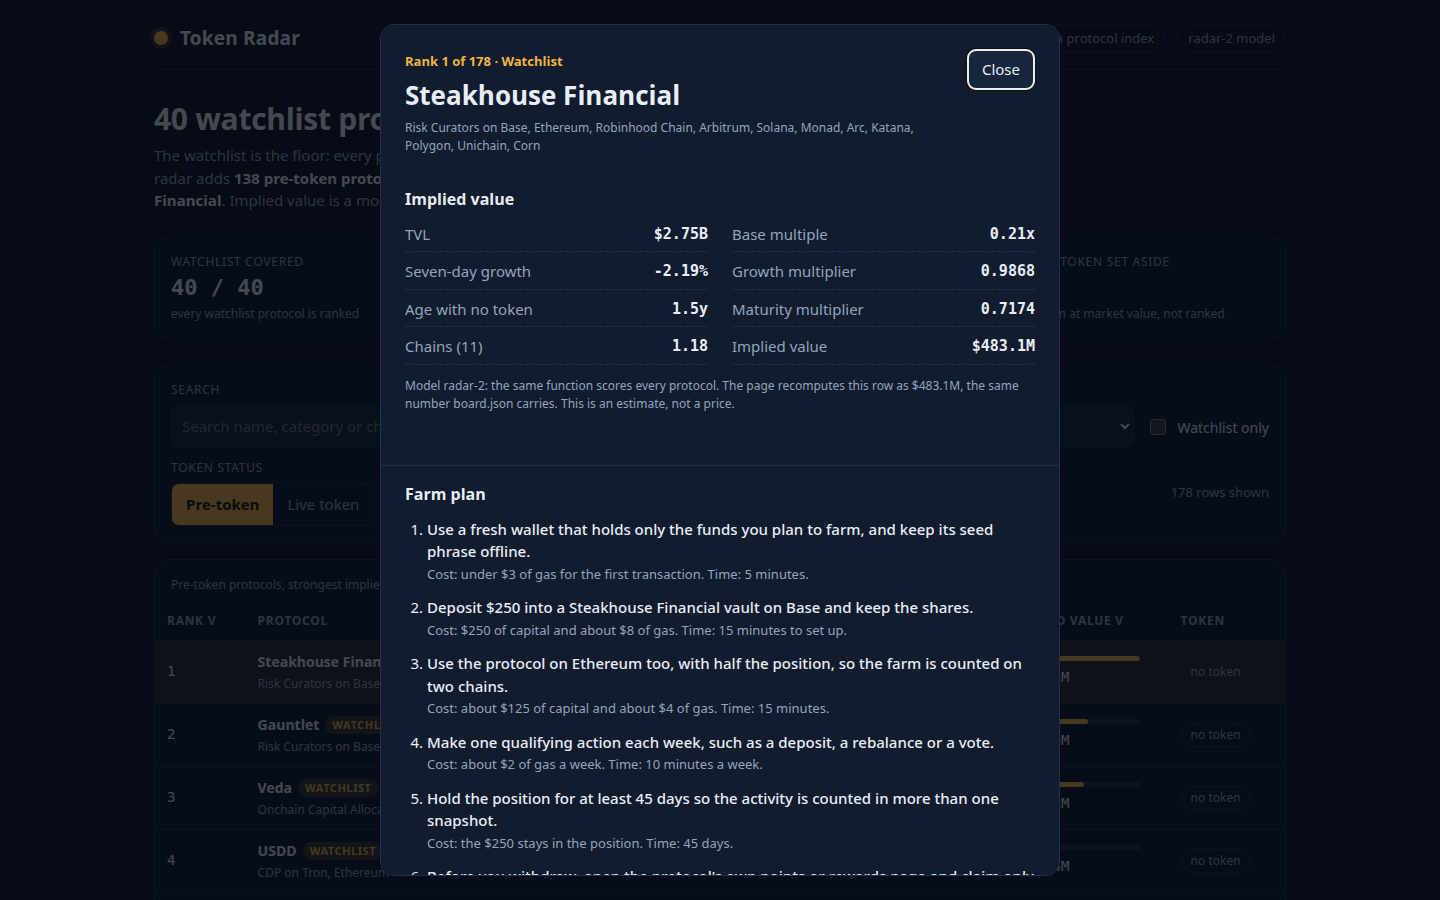 Token Radar
protocol index
radar-2 model
40 watchlist pro
The watchlist is the floor: every p
radar adds 138 pre-token proto
Financial. Implied value is a mo
WATCHLIST COVERED
40 / 40
every watchlist protocol is ranked
TOKEN SET ASIDE
at market value, not ranked
SEARCH
Search name, category or ch
Watchlist only
TOKEN STATUS
Pre-token
Live token
178 rows shown
Pre-token protocols, strongest implie
RANK V
PROTOCOL
VALUE V
TOKEN
1
Steakhouse Finan
Risk Curators on Base
M
no token
2
Gauntlet WATCHL
Risk Curators on Base
M
no token
3
Veda WATCHLIST
Onchain Capital Alloca
M
no token
4
USDD WATCHLIST
CDP on Tron, Ethereum
M
no token
Rank 1 of 178 · Watchlist
Close
Steakhouse Financial
Risk Curators on Base, Ethereum, Robinhood Chain, Arbitrum, Solana, Monad, Arc, Katana,
Polygon, Unichain, Corn
Implied value
TVL $2.75B
Base multiple 0.21x
Seven-day growth -2.19%
Growth multiplier 0.9868
Age with no token 1.5y
Maturity multiplier 0.7174
Chains (11) 1.18
Implied value $483.1M
Model radar-2: the same function scores every protocol. The page recomputes this row as $483.1M, the same
number board.json carries. This is an estimate, not a price.
Farm plan
1. Use a fresh wallet that holds only the funds you plan to farm, and keep its seed
phrase offline.
Cost: under $3 of gas for the first transaction. Time: 5 minutes.
2. Deposit $250 into a Steakhouse Financial vault on Base and keep the shares.
Cost: $250 of capital and about $8 of gas. Time: 15 minutes to set up.
3. Use the protocol on Ethereum too, with half the position, so the farm is counted on
two chains.
Cost: about $125 of capital and about $4 of gas. Time: 15 minutes.
4. Make one qualifying action each week, such as a deposit, a rebalance or a vote.
Cost: about $2 of gas a week. Time: 10 minutes a week.
5. Hold the position for at least 45 days so the activity is counted in more than one
snapshot.
Cost: the $250 stays in the position. Time: 45 days.
6. Before you withdraw, open the protocol's own points or rewards page and claim only